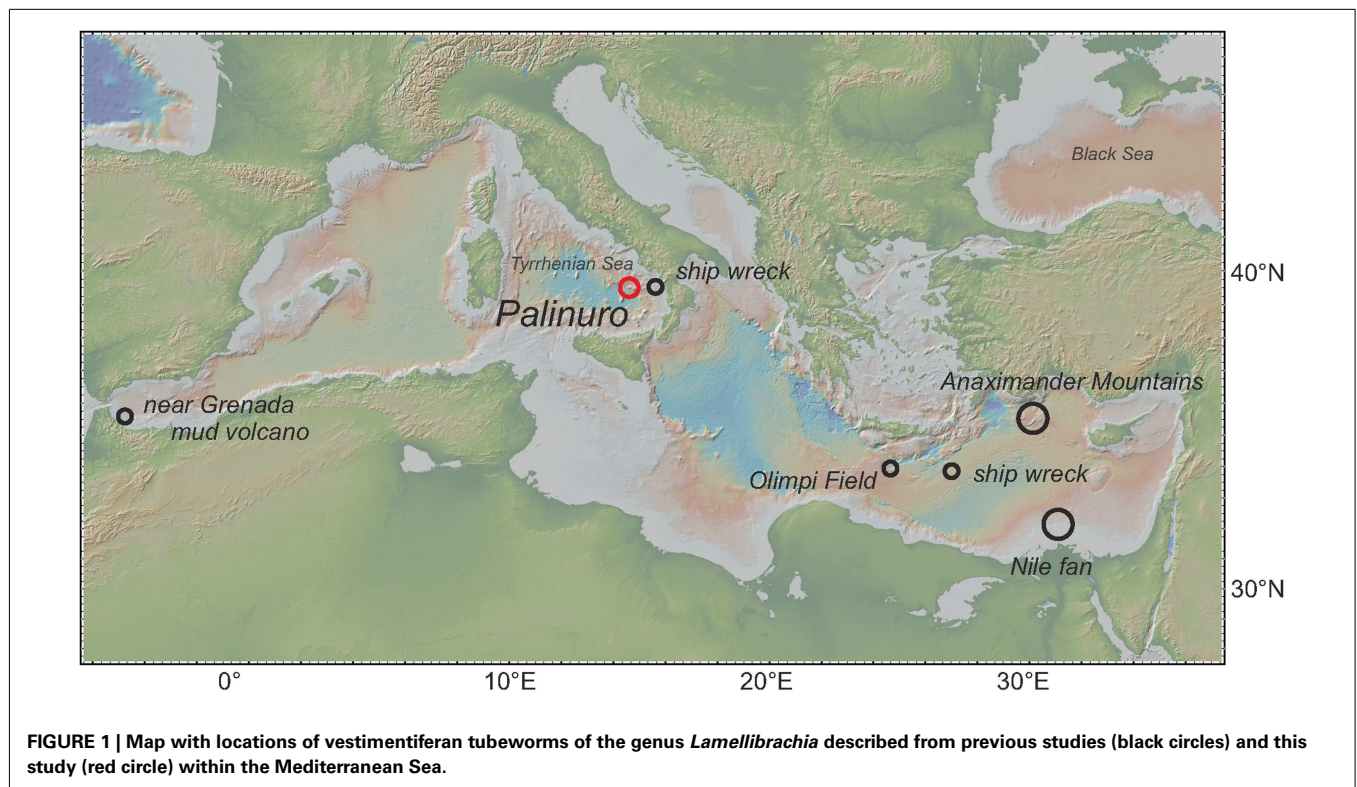 Black Sea
Tyrrhenian Sea
ship wreck
40°N
Palinuro
Anaximander Mountains
near Grenada
mud volcano
Olimpi Field
ship wreck
Nile fan
30°N
0°
10°E
20°E
30°E
FIGURE 1 | Map with locations of vestimentiferan tubeworms of the genus Lamellibrachia described from previous studies (black circles) and this
study (red circle) within the Mediterranean Sea.